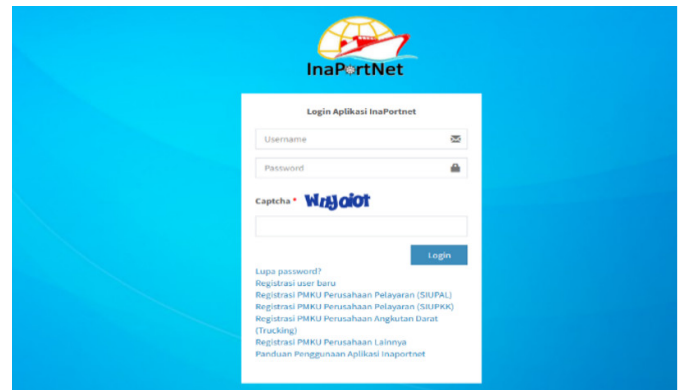 InaPortNet
Login Aplikasi InaPortnet
Username
Password
Captcha *
Login
Lupa password?
Registrasi user baru
Registrasi PMKU Perusahaan Pelayaran (SIUPAL)
Registrasi PMKU Perusahaan Pelayaran (SIUPKK)
Registrasi PMKU Perusahaan Angkutan Darat
(Trucking)
Registrasi PMKU Perusahaan Lainnya
Panduan Penggunaan Aplikasi Inaportnet